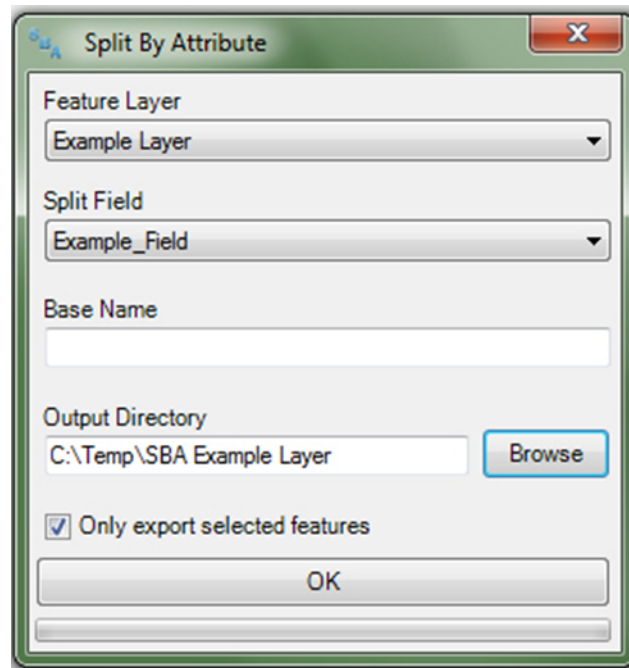 SBA Split By Attribute
Feature Layer
Example Layer
Split Field
Example_Field
Base Name
Output Directory
C:\Temp\SBA Example Layer
Browse
Only export selected features
OK